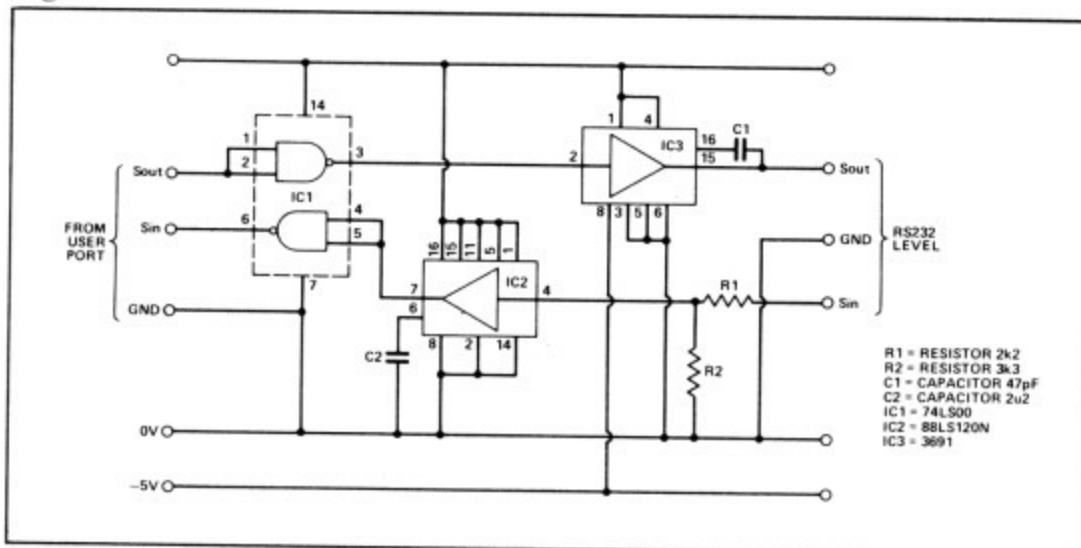 14
1
2
3
IC1
4
5
6
7
Sout
Sin
GND
FROM
USER
PORT
1
4
16
C1
15
2
IC3
8
3
5
6
Sout
GND
Sin
RS232
LEVEL
16
15
11
5
1
IC2
7
6
4
8
2
14
C2
R1
R2
0V
-5V
R1 = RESISTOR 2k2
R2 = RESISTOR 3k3
C1 = CAPACITOR 47pF
C2 = CAPACITOR 2u2
IC1 = 74LS00
IC2 = 88LS120N
IC3 = 3691